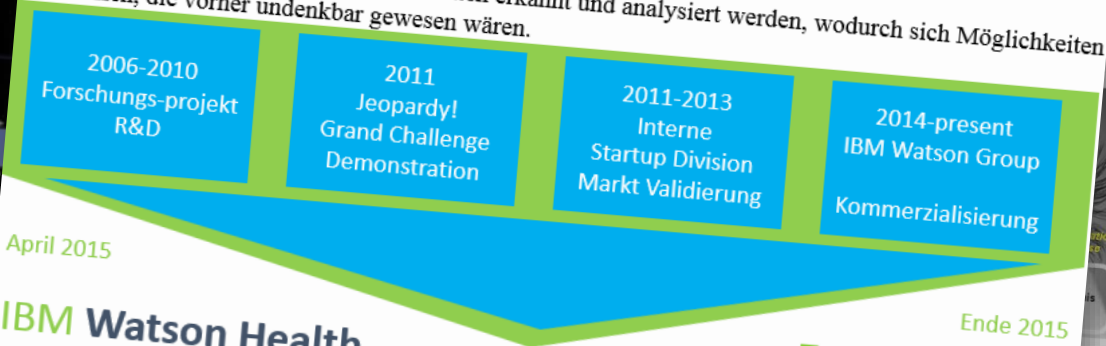 die vorher undenkbar gewesen wären.
erkannt und analysiert werden, wodurch sich Möglichkeiten
2006-2010
Forschungs-projekt
R&D
2011
Jeopardy!
Grand Challenge
Demonstration
2011-2013
Interne
Startup Division
Markt Validierung
2014-present
IBM Watson Group
Kommerzialisierung
April 2015
IBM Watson Health
Ende 2015